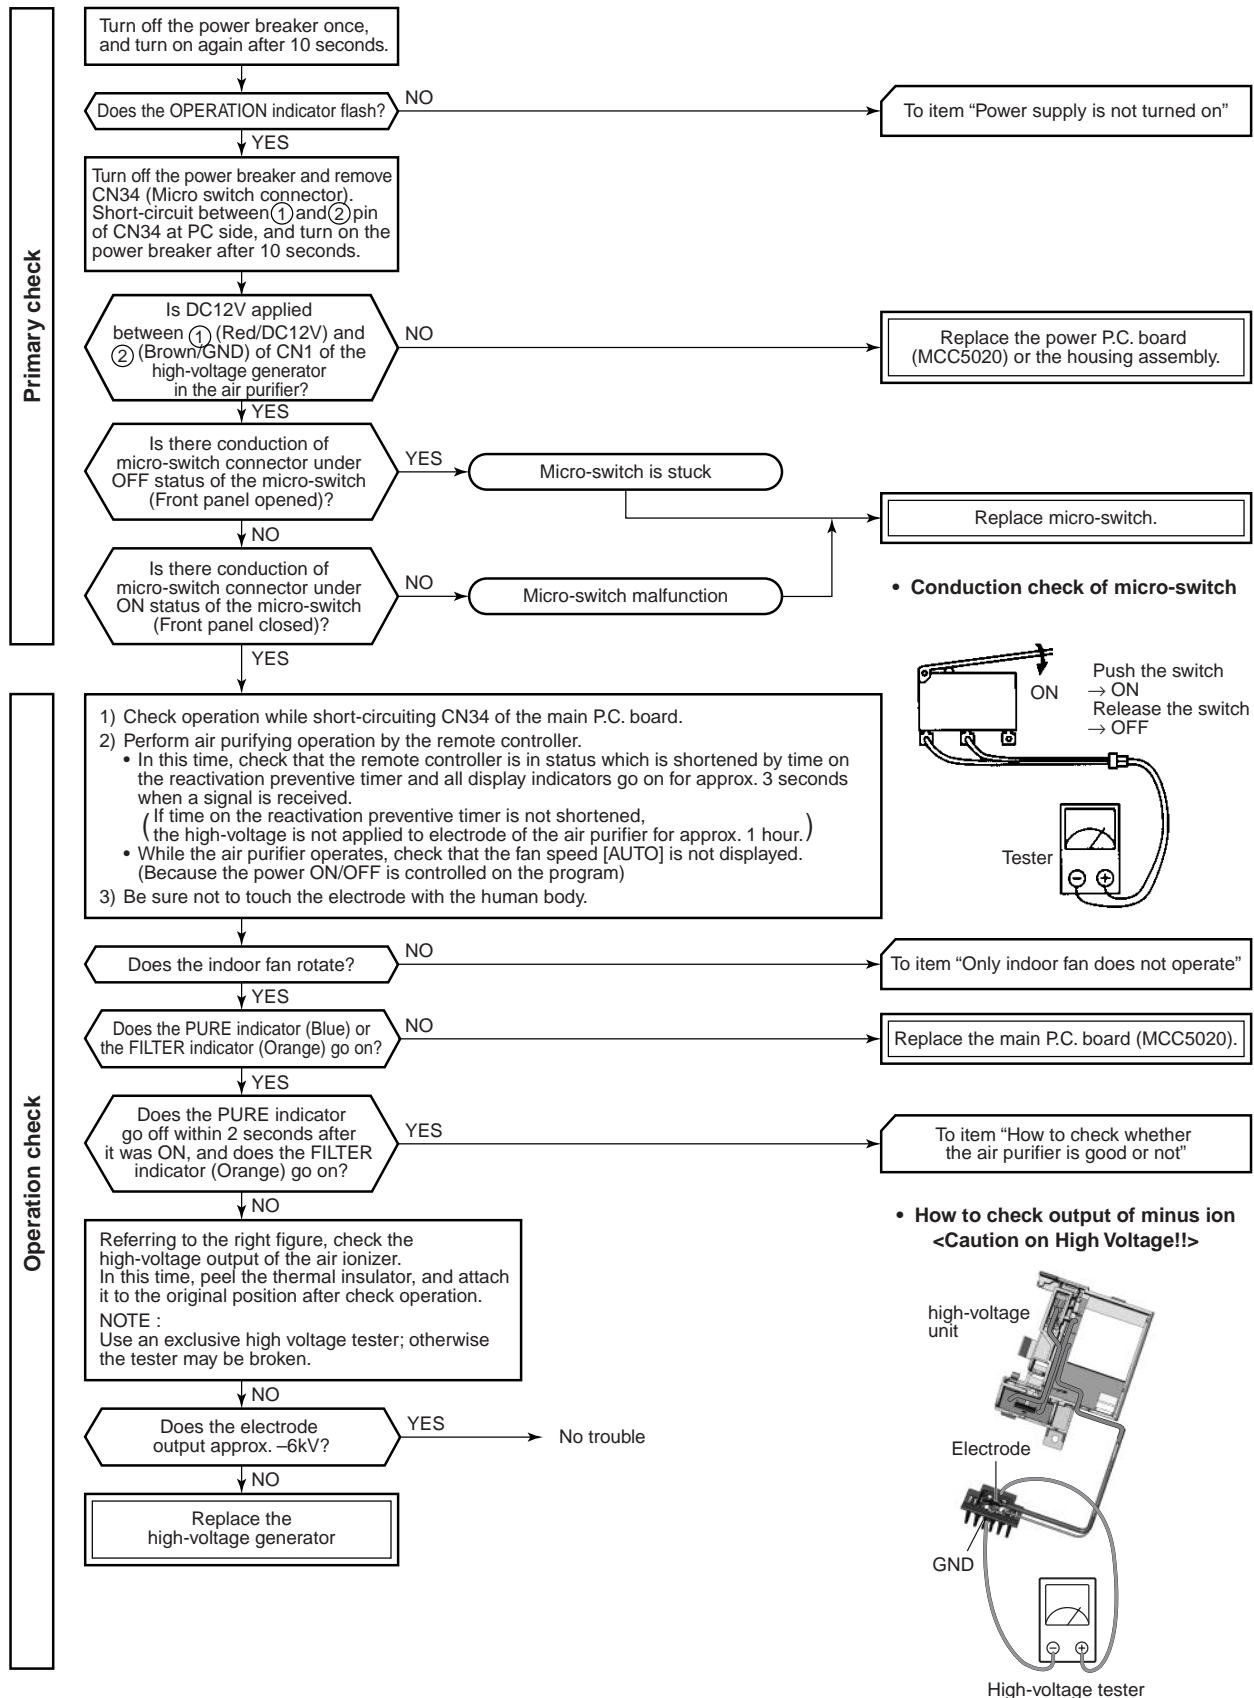 Primary check
Turn off the power breaker once,
and turn on again after 10 seconds.
Does the OPERATION indicator flash?
NO
To item “Power supply is not turned on”
YES
Turn off the power breaker and remove
CN34 (Micro switch connector).
Short-circuit between ① and ② pin
of CN34 at PC side, and turn on the
power breaker after 10 seconds.
Is DC12V applied
between ① (Red/DC12V) and
② (Brown/GND) of CN1 of the
high-voltage generator
in the air purifier?
NO
Replace the power P.C. board
(MCC5020) or the housing assembly.
YES
Is there conduction of
micro-switch connector under
OFF status of the micro-switch
(Front panel opened)?
YES
Micro-switch is stuck
Replace micro-switch.
NO
Is there conduction of
micro-switch connector under
ON status of the micro-switch
(Front panel closed)?
NO
Micro-switch malfunction
YES
• Conduction check of micro-switch
ON
Push the switch
→ ON
Release the switch
→ OFF
Tester
Operation check
1) Check operation while short-circuiting CN34 of the main P.C. board.
2) Perform air purifying operation by the remote controller.
• In this time, check that the remote controller is in status which is shortened by time on
the reactivation preventive timer and all display indicators go on for approx. 3 seconds
when a signal is received.
(If time on the reactivation preventive timer is not shortened,
the high-voltage is not applied to electrode of the air purifier for approx. 1 hour.)
• While the air purifier operates, check that the fan speed [AUTO] is not displayed.
(Because the power ON/OFF is controlled on the program)
3) Be sure not to touch the electrode with the human body.
Does the indoor fan rotate?
NO
To item “Only indoor fan does not operate”
YES
Does the PURE indicator (Blue) or
the FILTER indicator (Orange) go on?
NO
Replace the main P.C. board (MCC5020).
YES
Does the PURE indicator
go off within 2 seconds after
it was ON, and does the FILTER
indicator (Orange) go on?
YES
To item “How to check whether
the air purifier is good or not”
NO
Referring to the right figure, check the
high-voltage output of the air ionizer.
In this time, peel the thermal insulator, and attach
it to the original position after check operation.
NOTE :
Use an exclusive high voltage tester; otherwise
the tester may be broken.
NO
Does the electrode
output approx. –6kV?
YES
No trouble
NO
Replace the
high-voltage generator
• How to check output of minus ion
<Caution on High Voltage!!>
high-voltage
unit
Electrode
GND
High-voltage tester